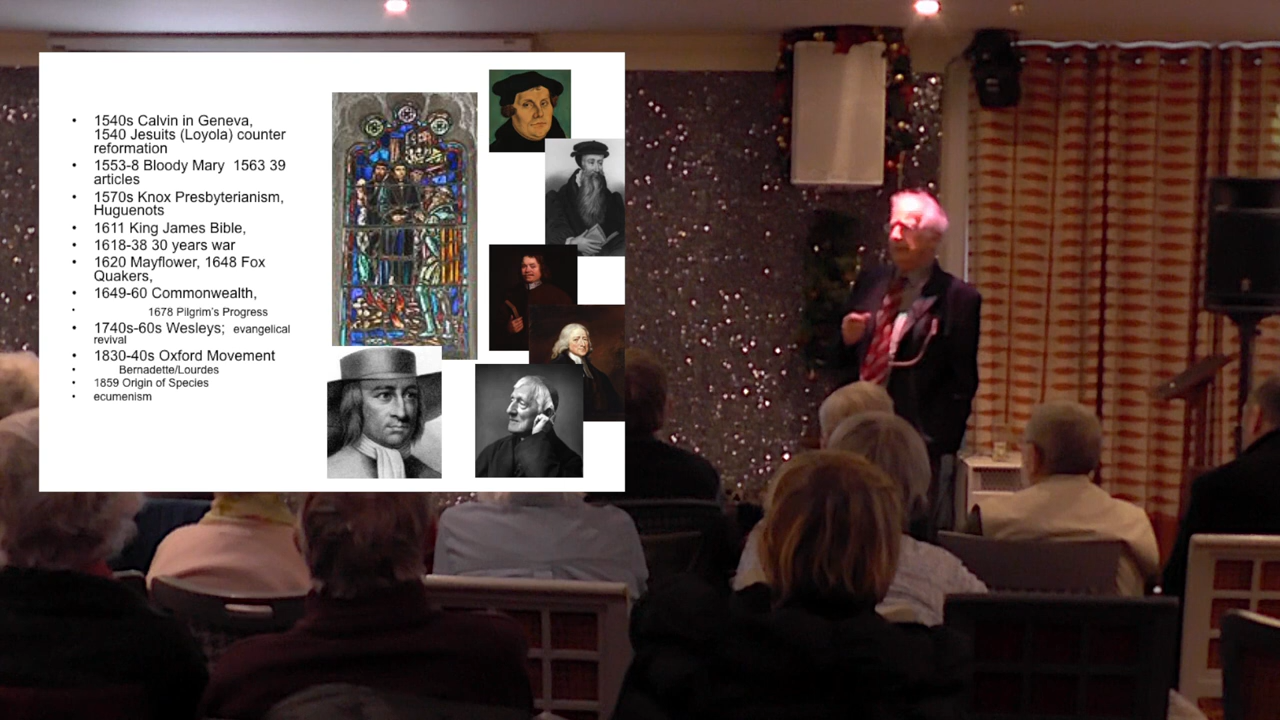 1540s Calvin in Geneva,
1540 Jesuits (Loyola) counter
reformation
1553-8 Bloody Mary 1563 39
articles
1570s Knox Presbyterianism,
Huguenots
1611 King James Bible,
1618-38 30 years war
1620 Mayflower, 1648 Fox
Quakers,
1649-60 Commonwealth,
1678 Pilgrim's Progress
1740s-60s Wesleys; evangelical
revival
1830-40s Oxford Movement
Bernadette/Lourdes
1859 Origin of Species
ecumenism